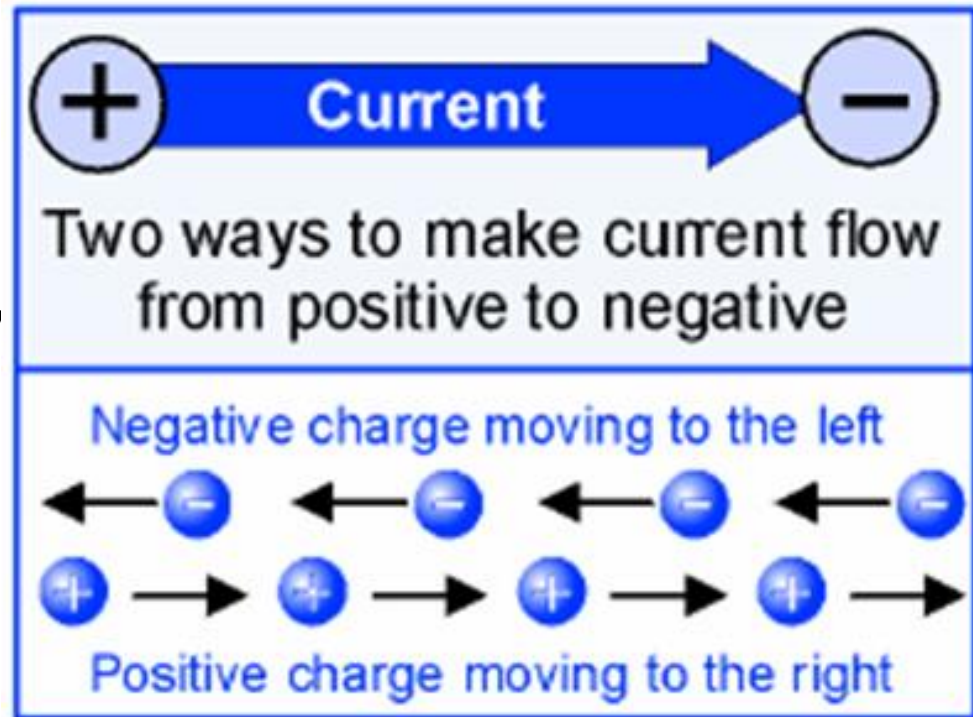 + Current −
Two ways to make current flow
from positive to negative
Negative charge moving to the left
− − − −
+ + + +
Positive charge moving to the right